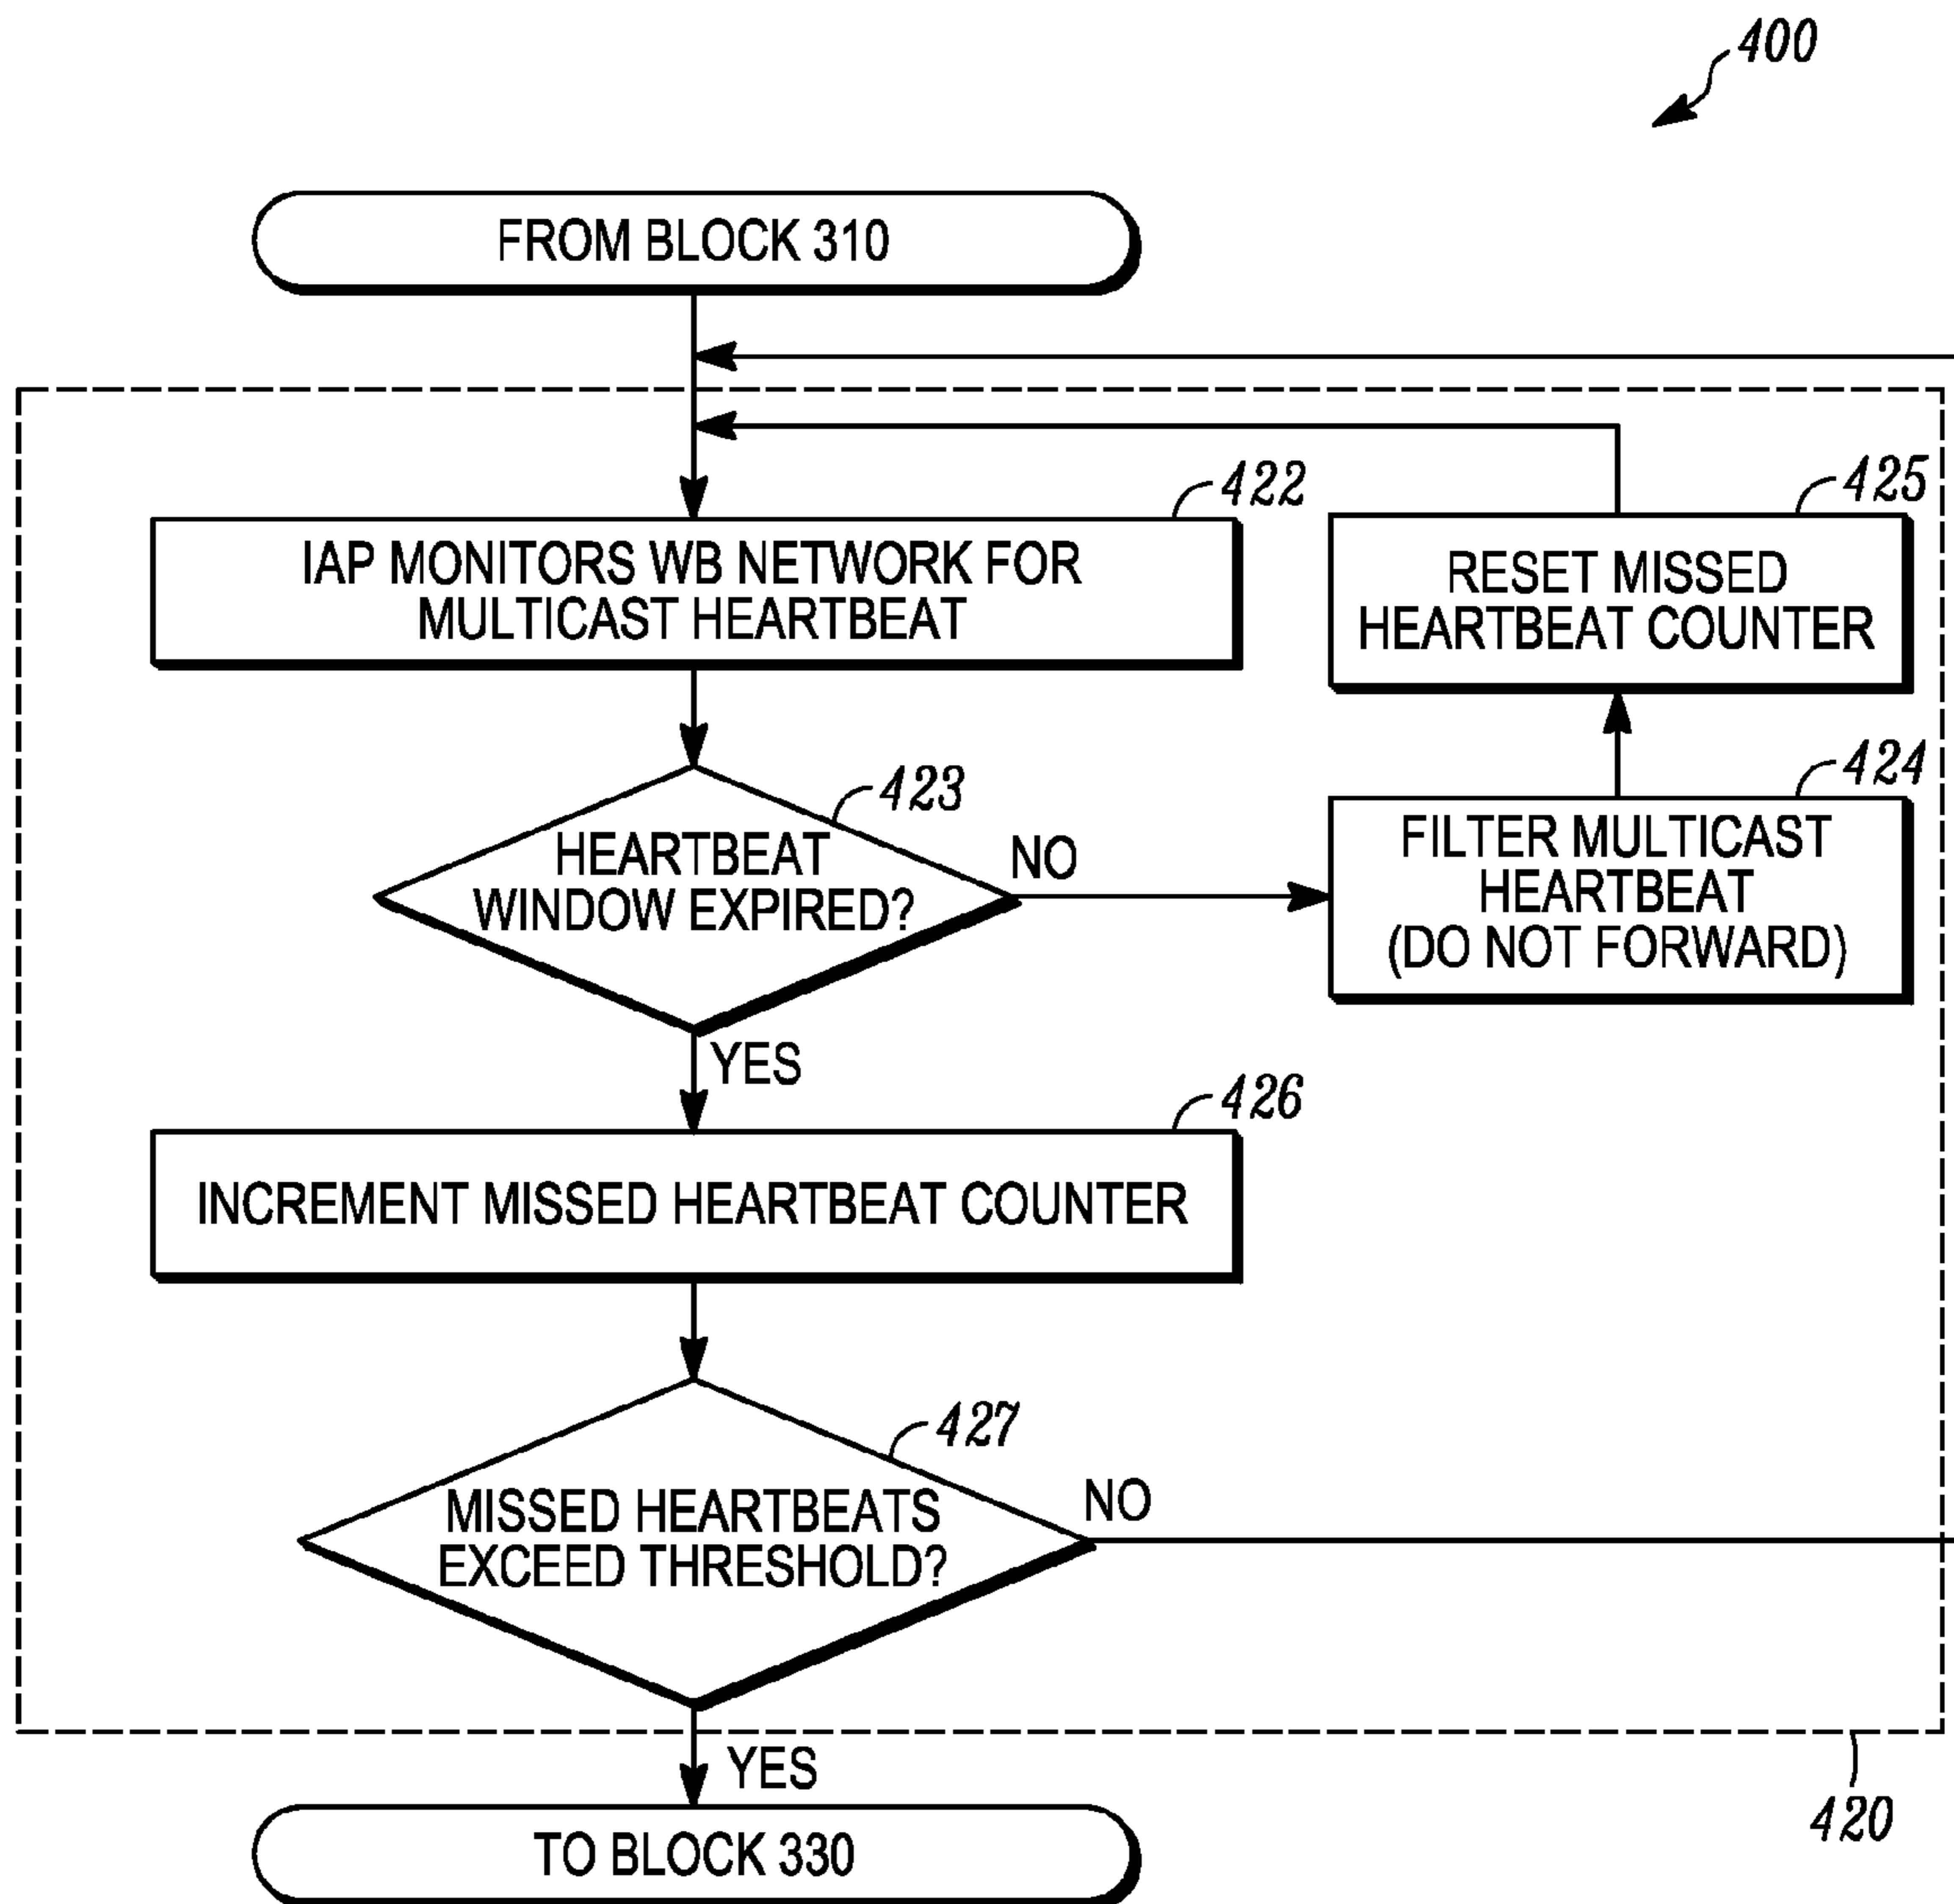 400
FROM BLOCK 310
422
IAP MONITORS WB NETWORK FOR
MULTICAST HEARTBEAT
425
RESET MISSED
HEARTBEAT COUNTER
423
HEARTBEAT
WINDOW EXPIRED?
NO
424
FILTER MULTICAST
HEARTBEAT
(DO NOT FORWARD)
YES
426
INCREMENT MISSED HEARTBEAT COUNTER
427
MISSED HEARTBEATS
EXCEED THRESHOLD?
NO
YES
420
TO BLOCK 330